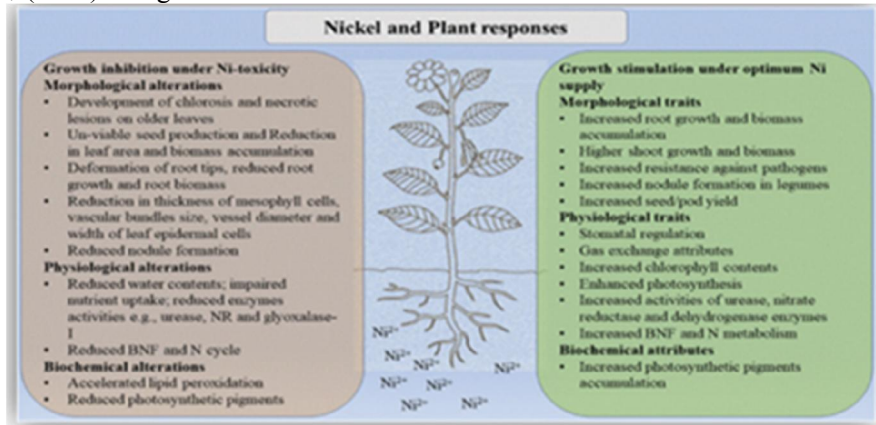 Nickel and Plant responses
Growth inhibition under Ni-toxicity
Morphological alterations
• Development of chlorosis and necrotic
lesions on older leaves
• Un-viable seed production and Reduction
in leaf area and biomass accumulation
• Deformation of root tips, reduced root
growth and root biomass
• Reduction in thickness of mesophyll cells,
vascular bundles size, vessel diameter and
width of leaf epidermal cells
• Reduced nodule formation
Physiological alterations
• Reduced water contents; impaired
nutrient uptake; reduced enzymes
activities e.g., urease, NR and glyoxalase-
I
• Reduced BNF and N cycle
Biochemical alterations
• Accelerated lipid peroxidation
• Reduced photosynthetic pigments
Ni²⁺
Ni²⁺
Ni²⁺
Ni²⁺
Ni²⁺ Ni²⁺
Ni²⁺ Ni²⁺
Growth stimulation under optimum Ni
supply
Morphological traits
• Increased root growth and biomass
accumulation
• Higher shoot growth and biomass
• Increased resistance against pathogens
• Increased nodule formation in legumes
• Increased seed/pod yield
Physiological traits
• Stomatal regulation
• Gas exchange attributes
• Increased chlorophyll contents
• Enhanced photosynthesis
• Increased activities of urease, nitrate
reductase and dehydrogenase enzymes
• Increased BNF and N metabolism
Biochemical attributes
• Increased photosynthetic pigments
accumulation